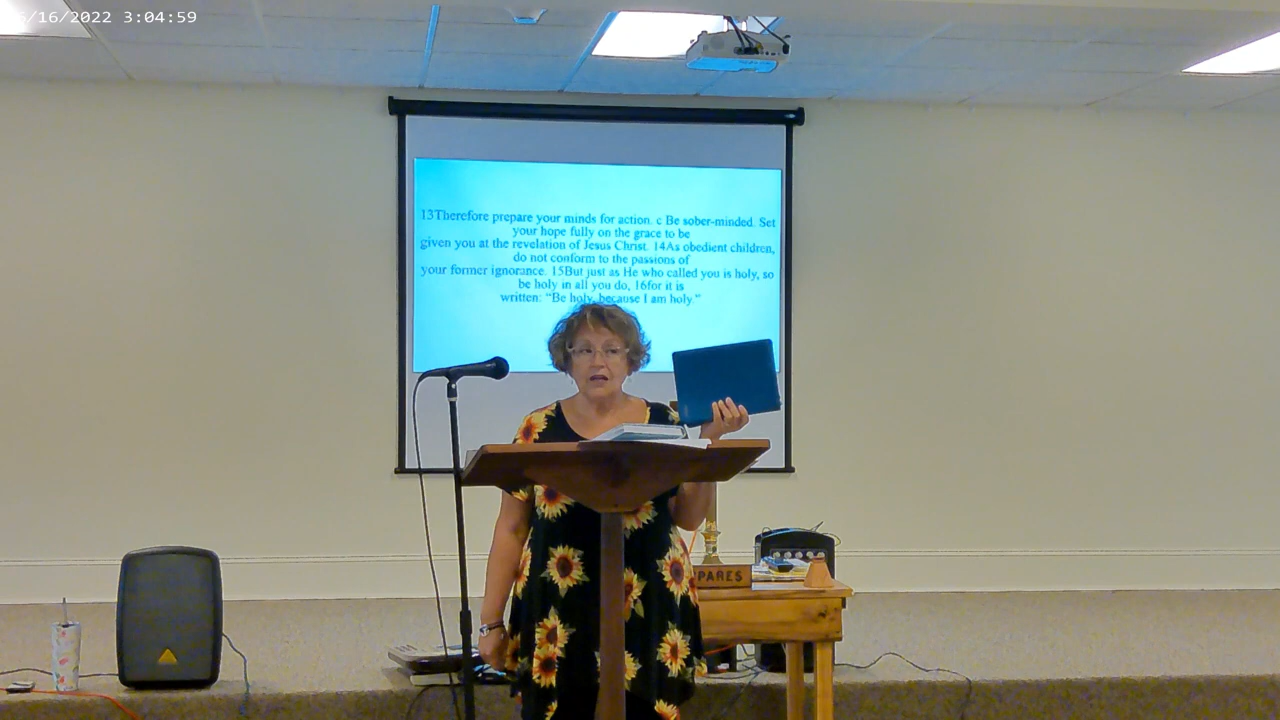 /16/2022 3:04:59
13Therefore prepare your minds for action. c Be sober-minded. Set
your hope fully on the grace to be
given you at the revelation of Jesus Christ. 14As obedient children,
do not conform to the passions of
your former ignorance. 15But just as He who called you is holy, so
be holy in all you do, 16for it is
written: “Be holy, because I am holy.”
PARES